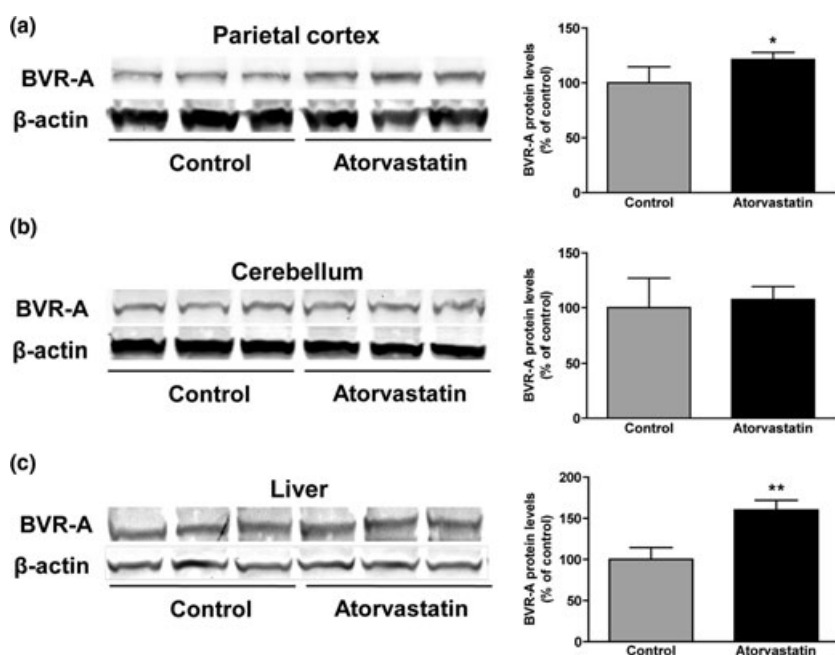 (a)
Parietal cortex
BVR-A
β-actin
Control Atorvastatin
BVR-A protein levels
(% of control)
150
100
50
0
*
Control Atorvastatin
(b)
Cerebellum
BVR-A
β-actin
Control Atorvastatin
BVR-A protein levels
(% of control)
150
100
50
0
Control Atorvastatin
(c)
Liver
BVR-A
β-actin
Control Atorvastatin
BVR-A protein levels
(% of control)
200
150
100
50
0
**
Control Atorvastatin